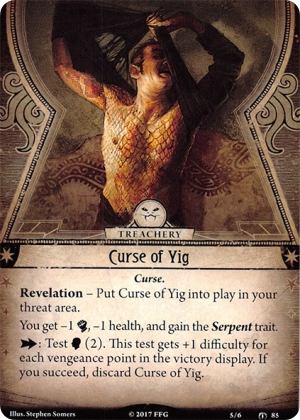 TREACHERY
Curse of Yig
Curse.
Revelation – Put Curse of Yig into play in your
threat area.
You get –1 , –1 health, and gain the Serpent trait.
: Test (2). This test gets +1 difficulty for
each vengeance point in the victory display. If
you succeed, discard Curse of Yig.
Illus. Stephen Somers
© 2017 FFG
5/6
85